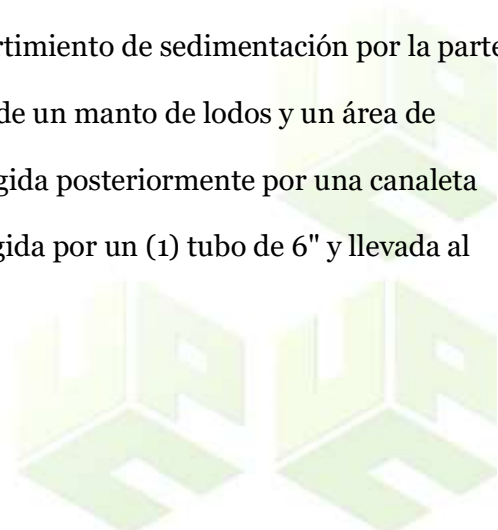 rtimiento de sedimentación por la parte
de un manto de lodos y un área de
gida posteriormente por una canaleta
gida por un (1) tubo de 6" y llevada al